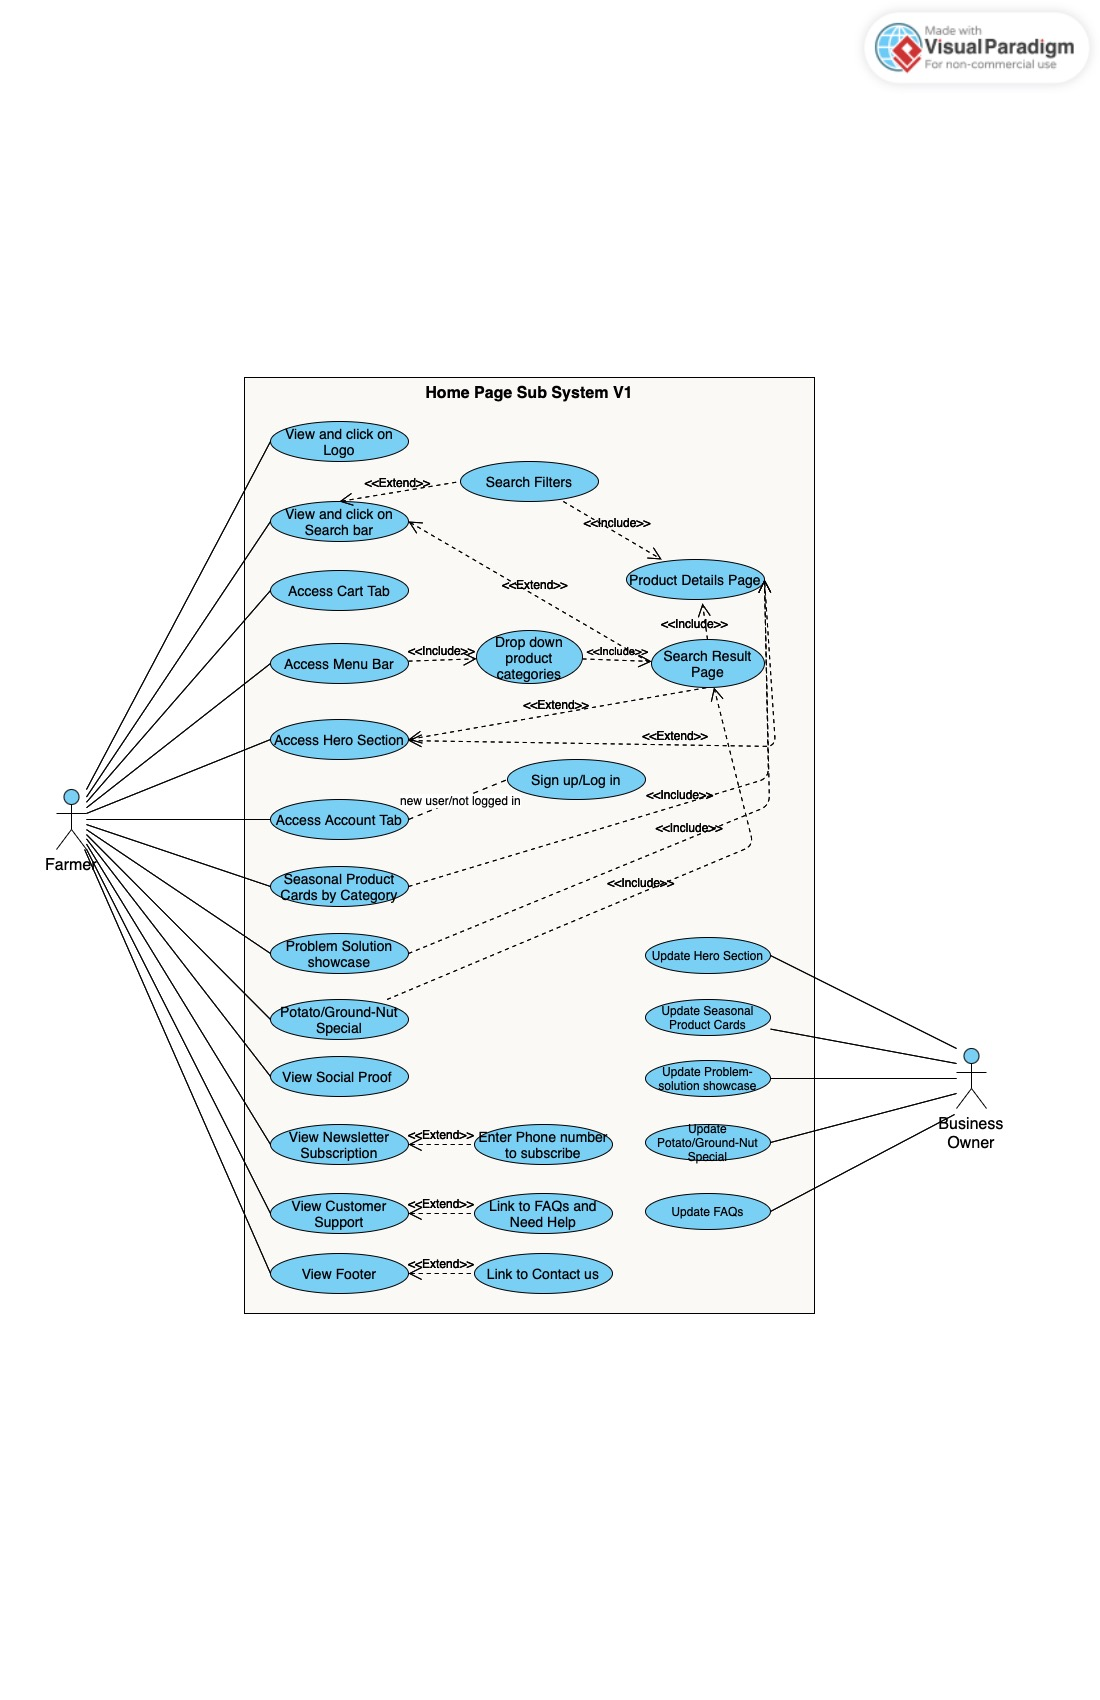 Made with
Visual Paradigm
For non-commercial use
Home Page Sub System V1
View and click on
Logo
<<Extend>>
Search Filters
View and click on
Search bar
<<Include>>
Access Cart Tab
<<Extend>>
Product Details Page
<<Include>>
Access Menu Bar
<<Include>>
Drop down
product
categories
<<Include>>
Search Result
Page
<<Extend>>
Access Hero Section
<<Extend>>
Sign up/Log in
new user/not logged in
<<Include>>
Access Account Tab
<<Include>>
Farmer
Seasonal Product
Cards by Category
<<Include>>
Problem Solution
showcase
Update Hero Section
Potato/Ground-Nut
Special
Update Seasonal
Product Cards
View Social Proof
Update Problem-
solution showcase
Business
Owner
View Newsletter
Subscription
<<Extend>>
Enter Phone number
to subscribe
Update
Potato/Ground-Nut
Special
View Customer
Support
<<Extend>>
Link to FAQs and
Need Help
Update FAQs
View Footer
<<Extend>>
Link to Contact us